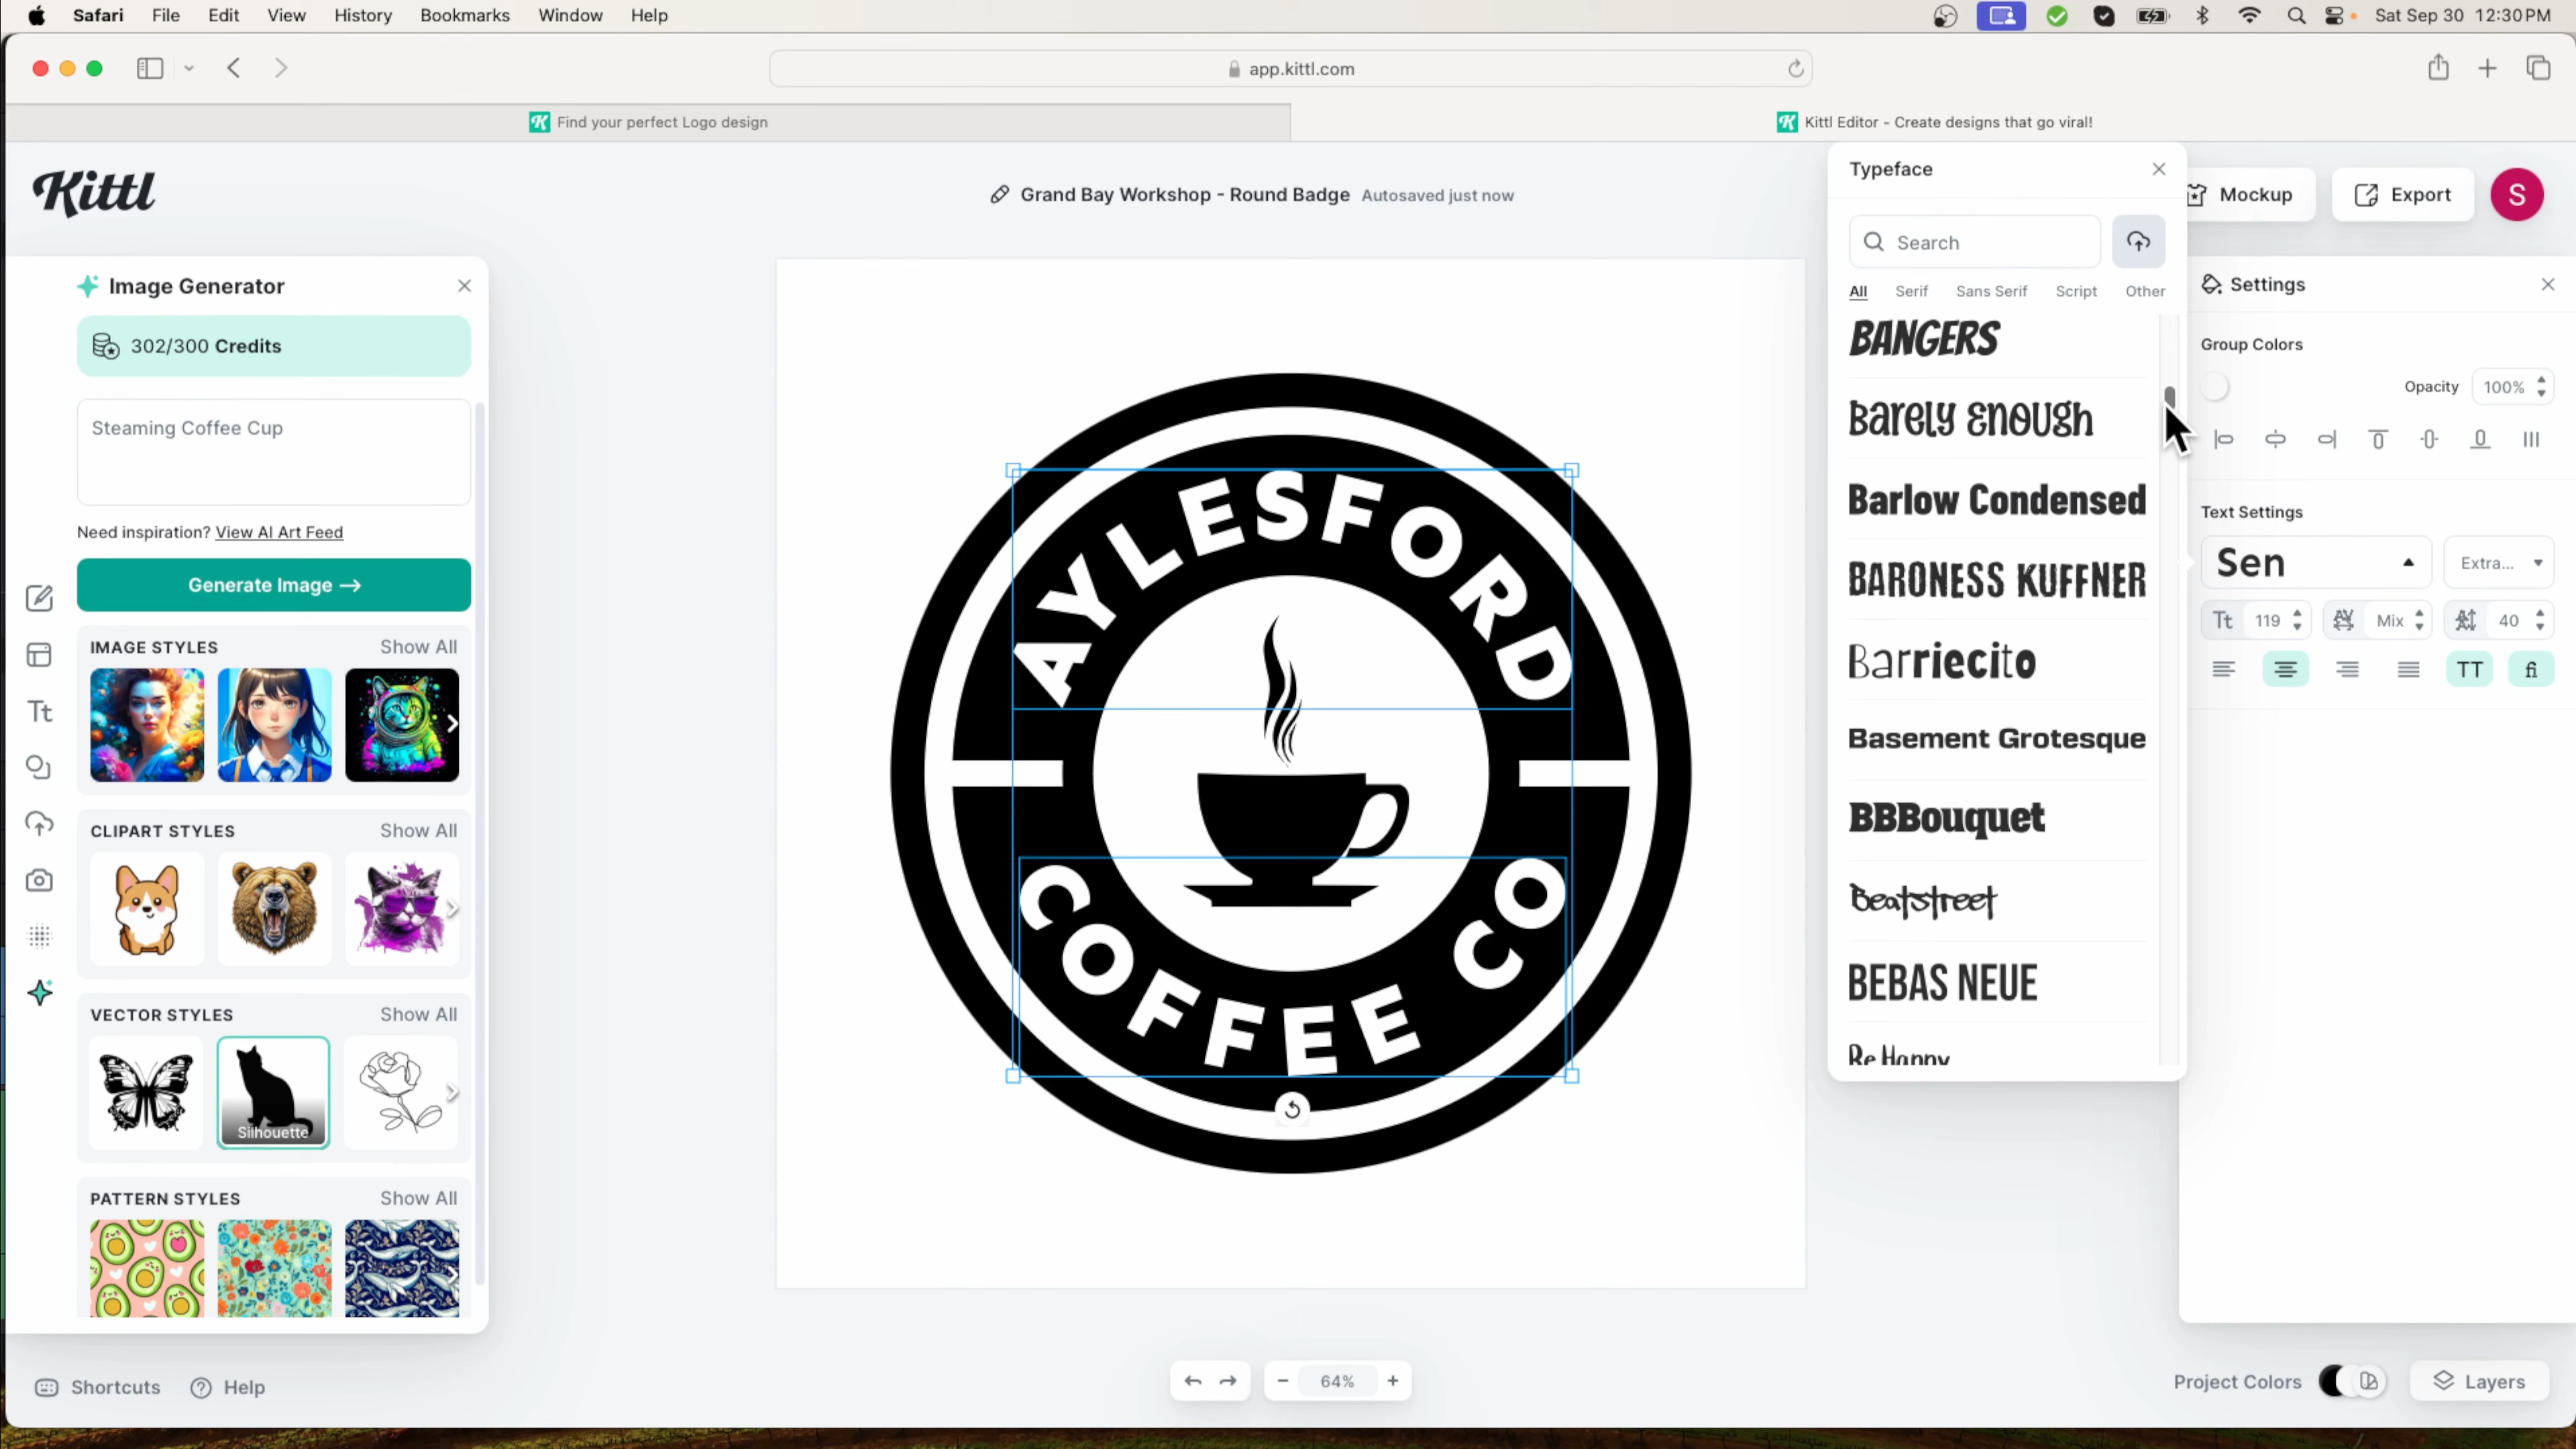 Safari File Edit View History Bookmarks Window Help
Sat Sep 30 12:30 PM
app.kittl.com
Find your perfect Logo design
Kittl Editor - Create designs that go viral!
Kittl
Grand Bay Workshop - Round Badge Autosaved just now
Mockup
Export
S
Image Generator
302/300 Credits
Steaming Coffee Cup
Need inspiration? View AI Art Feed
Generate Image →
IMAGE STYLES Show All
CLIPART STYLES Show All
VECTOR STYLES Show All
Silhouette
PATTERN STYLES Show All
Tt
AYLESFORD
COFFEE CO
Typeface
Search
All Serif Sans Serif Script Other
BANGERS
Barely Enough
Barlow Condensed
BARONESS KUFFNER
Barriecito
Basement Grotesque
BBBouquet
Beatstreet
BEBAS NEUE
Be Happy
Settings
Group Colors
Opacity 100%
Text Settings
Sen Extra...
Tt 119 Mix 40
TT fi
Shortcuts
Help
64%
Project Colors
Layers